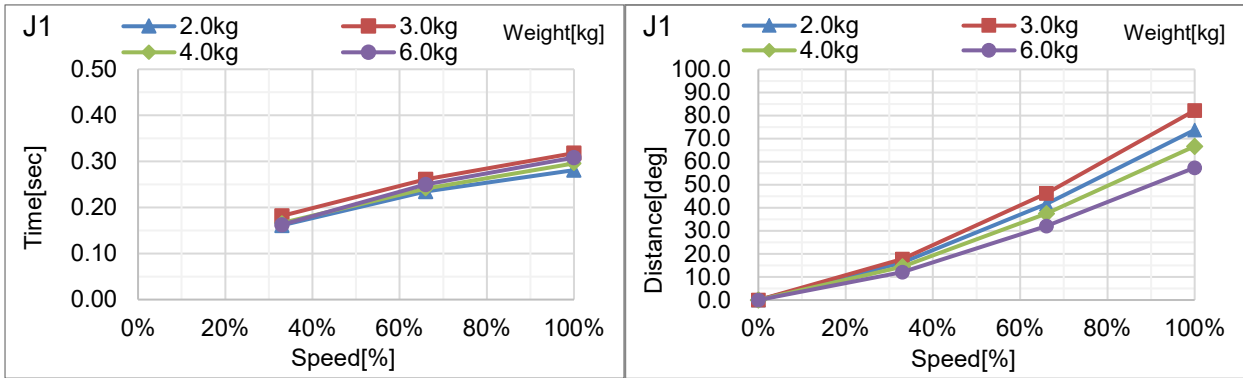 J1
2.0kg 3.0kg Weight[kg]
4.0kg 6.0kg
0.50
0.40
0.30
0.20
0.10
0.00
Time[sec]
0% 20% 40% 60% 80% 100%
Speed[%]
J1
2.0kg 3.0kg Weight[kg]
4.0kg 6.0kg
100.0
90.0
80.0
70.0
60.0
50.0
40.0
30.0
20.0
10.0
0.0
Distance[deg]
0% 20% 40% 60% 80% 100%
Speed[%]